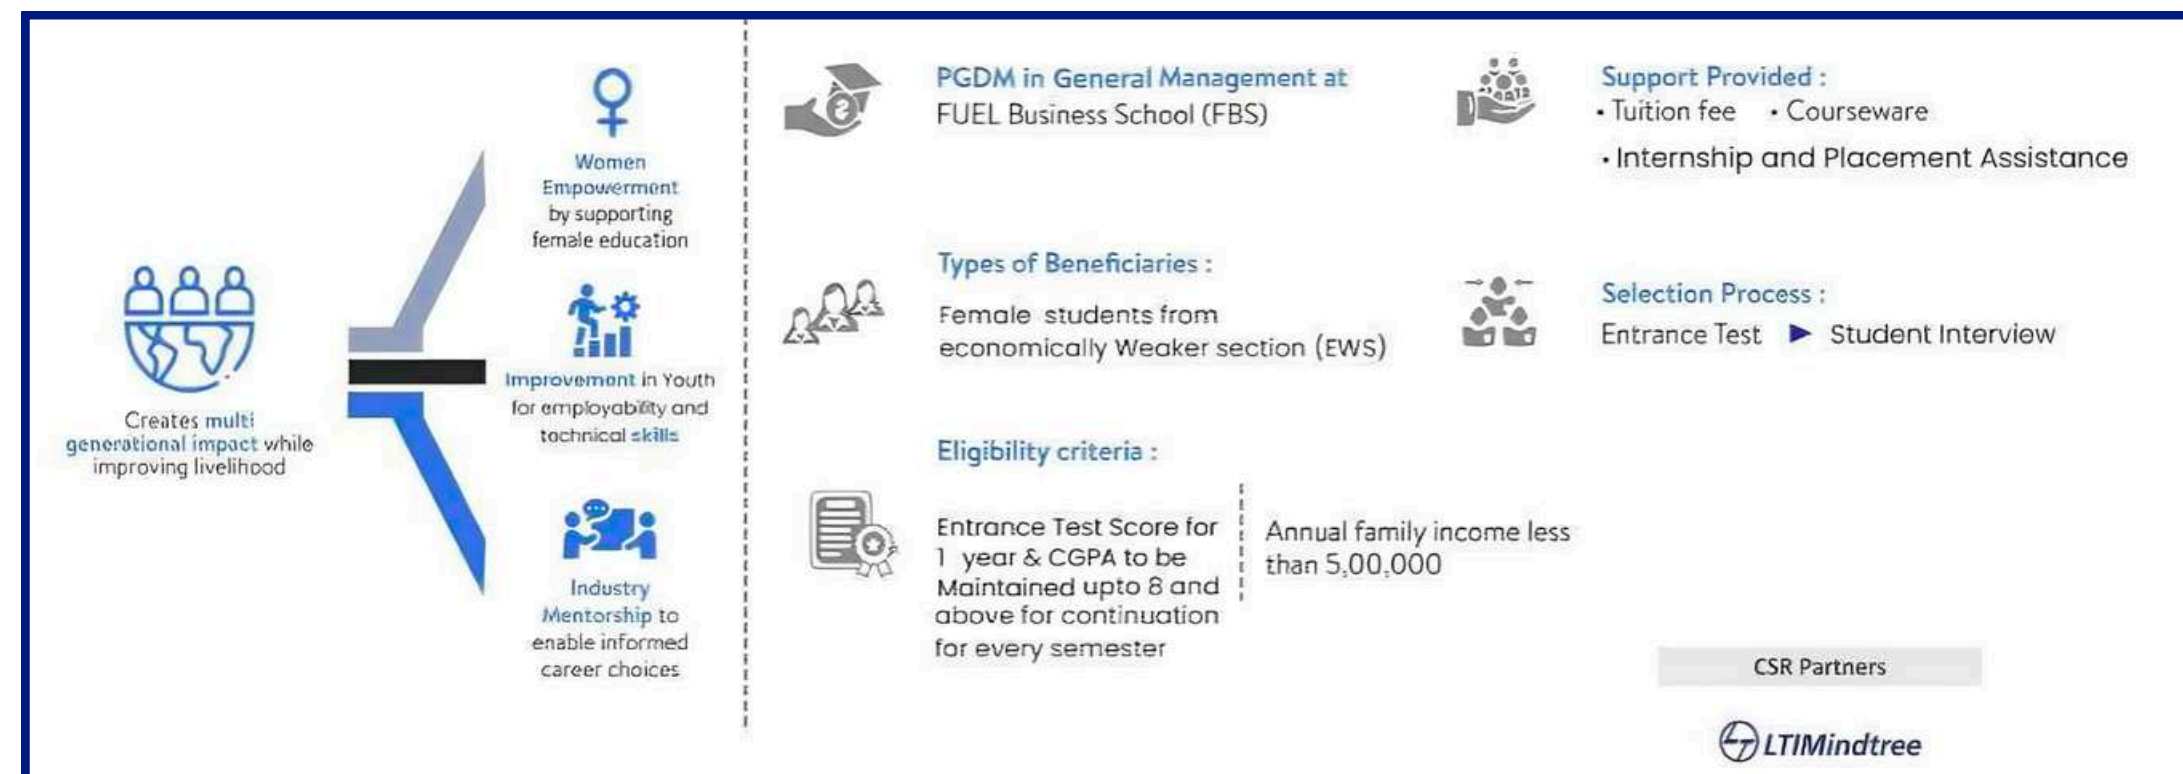 Creates multi
generational impact while
improving livelihood
Women
Empowerment
by supporting
female education
Improvement in Youth
for employability and
technical skills
Industry
Mentorship to
enable informed
career choices
PGDM in General Management at
FUEL Business School (FBS)
Types of Beneficiaries :
Female students from
economically Weaker section (EWS)
Eligibility criteria :
Entrance Test Score for
1 year & CGPA to be
Maintained upto 8 and
above for continuation
for every semester
Annual family income less
than 5,00,000
Support Provided :
• Tuition fee • Courseware
• Internship and Placement Assistance
Selection Process :
Entrance Test ▶ Student Interview
CSR Partners
LTIMindtree